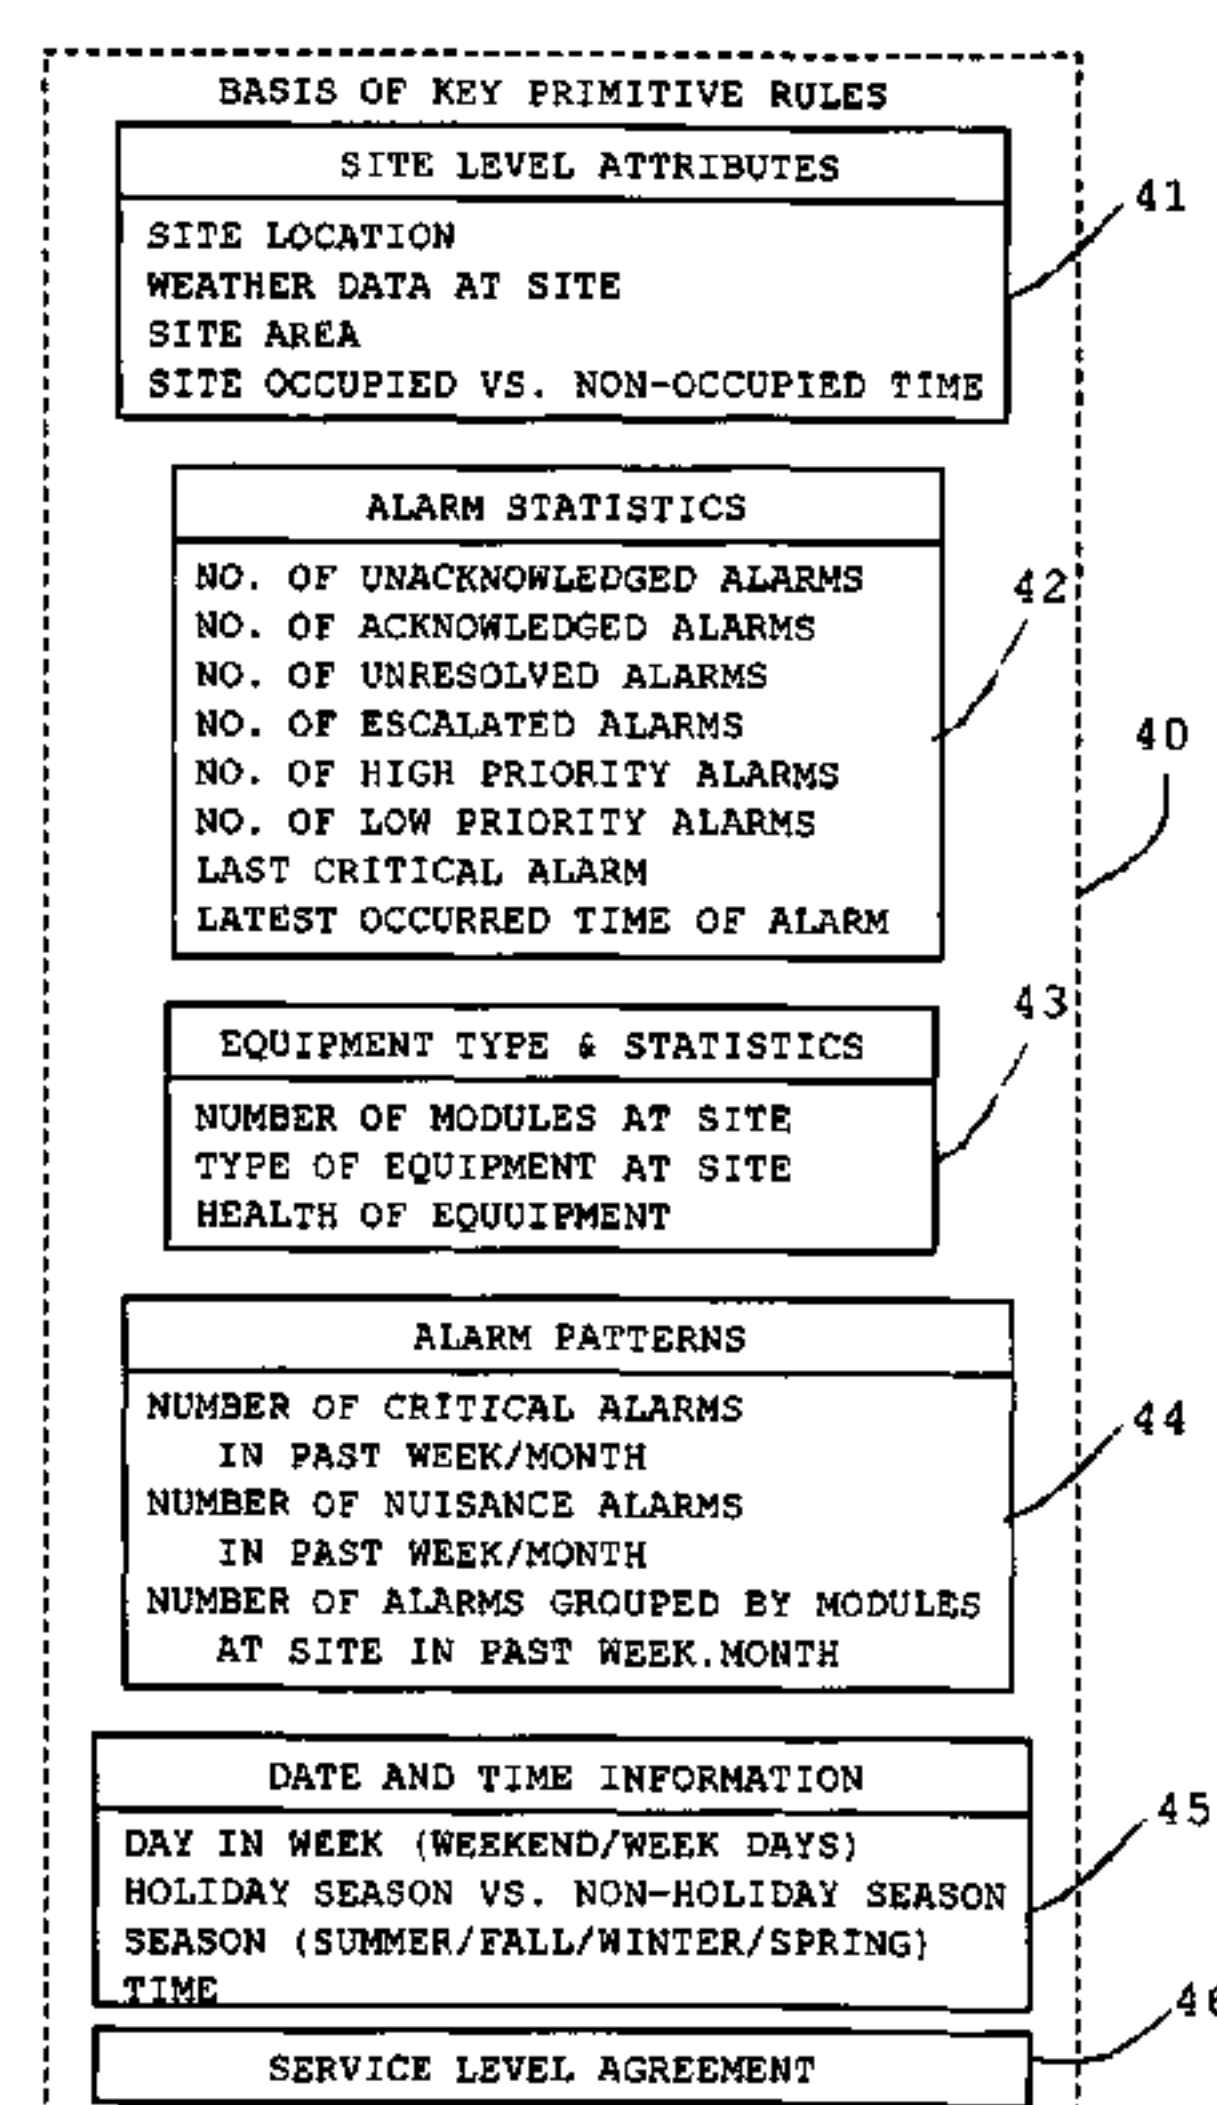 BASIS OF KEY PRIMITIVE RULES
SITE LEVEL ATTRIBUTES
41
SITE LOCATION
WEATHER DATA AT SITE
SITE AREA
SITE OCCUPIED VS. NON-OCCUPIED TIME
ALARM STATISTICS
NO. OF UNACKNOWLEDGED ALARMS
42
NO. OF ACKNOWLEDGED ALARMS
NO. OF UNRESOLVED ALARMS
NO. OF ESCALATED ALARMS
40
NO. OF HIGH PRIORITY ALARMS
NO. OF LOW PRIORITY ALARMS
LAST CRITICAL ALARM
LATEST OCCURRED TIME OF ALARM
43
EQUIPMENT TYPE & STATISTICS
NUMBER OF MODULES AT SITE
TYPE OF EQUIPMENT AT SITE
HEALTH OF EQUUIPMENT
ALARM PATTERNS
NUMBER OF CRITICAL ALARMS
44
IN PAST WEEK/MONTH
NUMBER OF NUISANCE ALARMS
IN PAST WEEK/MONTH
NUMBER OF ALARMS GROUPED BY MODULES
AT SITE IN PAST WEEK.MONTH
DATE AND TIME INFORMATION
45
DAY IN WEEK (WEEKEND/WEEK DAYS)
HOLIDAY SEASON VS. NON-HOLIDAY SEASON
SEASON (SUMMER/FALL/WINTER/SPRING)
TIME
46
SERVICE LEVEL AGREEMENT